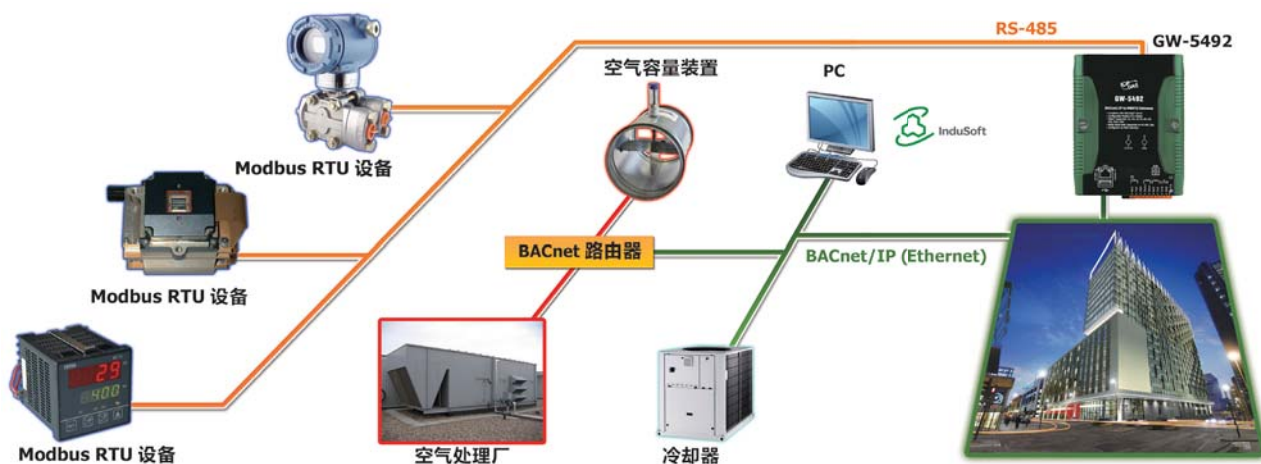 RS-485
GW-5492
空气容量装置
PC
InduSoft
GW-5492
Modbus RTU 设备
BACnet 路由器
BACnet/IP (Ethernet)
Modbus RTU 设备
29
400
Modbus RTU 设备
空气处理厂
冷却器